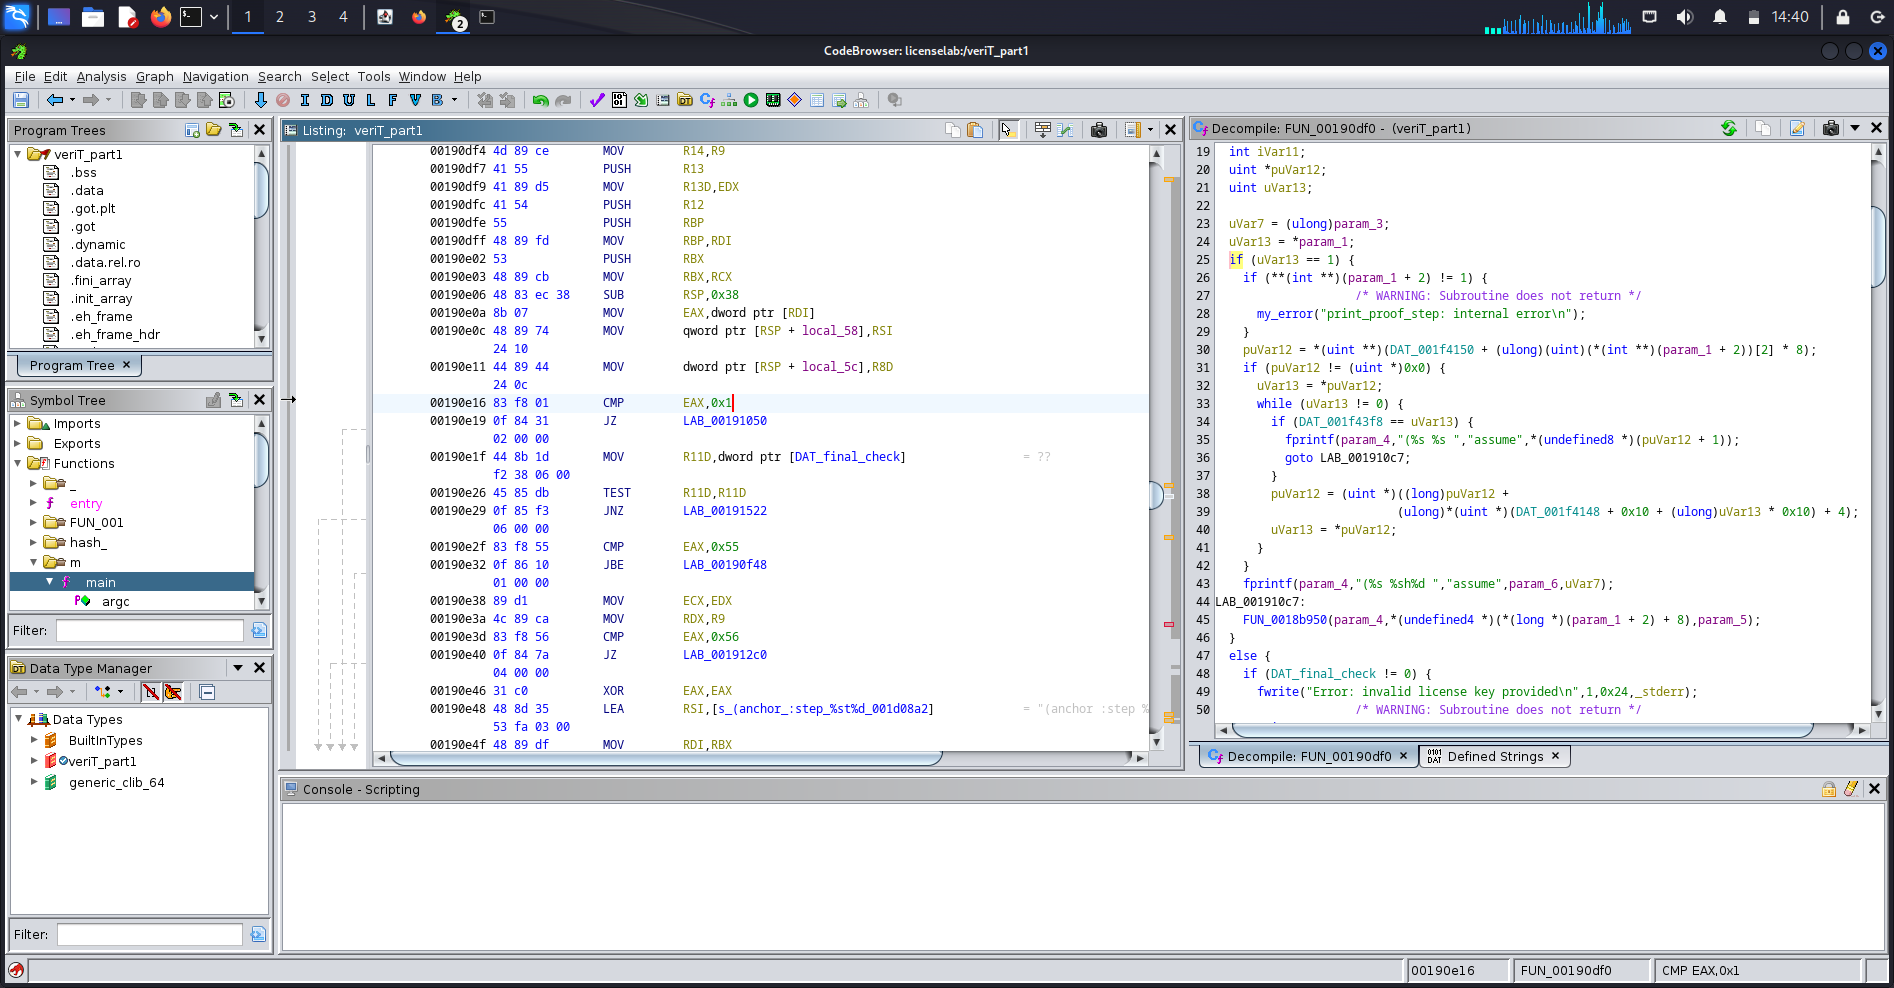 1 2 3 4 2 14:40
CodeBrowser: licenselab:/veriT_part1
File Edit Analysis Graph Navigation Search Select Tools Window Help
I D U L F V B
Program Trees
veriT_part1
.bss
.data
.got.plt
.got
.dynamic
.data.rel.ro
.fini_array
.init_array
.eh_frame
.eh_frame_hdr
Program Tree
Symbol Tree
Imports
Exports
Functions
_
entry
FUN_001
hash_
m
main
argc
Filter:
Data Type Manager
Data Types
BuiltInTypes
veriT_part1
generic_clib_64
Filter:
Listing: veriT_part1
00190df4 4d 89 ce MOV R14,R9
00190df7 41 55 PUSH R13
00190df9 41 89 d5 MOV R13D,EDX
00190dfc 41 54 PUSH R12
00190dfe 55 PUSH RBP
00190dff 48 89 fd MOV RBP,RDI
00190e02 53 PUSH RBX
00190e03 48 89 cb MOV RBX,RCX
00190e06 48 83 ec 38 SUB RSP,0x38
00190e0a 8b 07 MOV EAX,dword ptr [RDI]
00190e0c 48 89 74 MOV qword ptr [RSP + local_58],RSI
24 10
00190e11 44 89 44 MOV dword ptr [RSP + local_5c],R8D
24 0c
00190e16 83 f8 01 CMP EAX,0x1
00190e19 0f 84 31 JZ LAB_00191050
02 00 00
00190e1f 44 8b 1d MOV R11D,dword ptr [DAT_final_check] = ??
f2 38 06 00
00190e26 45 85 db TEST R11D,R11D
00190e29 0f 85 f3 JNZ LAB_00191522
06 00 00
00190e2f 83 f8 55 CMP EAX,0x55
00190e32 0f 86 10 JBE LAB_00190f48
01 00 00
00190e38 89 d1 MOV ECX,EDX
00190e3a 4c 89 ca MOV RDX,R9
00190e3d 83 f8 56 CMP EAX,0x56
00190e40 0f 84 7a JZ LAB_001912c0
04 00 00
00190e46 31 c0 XOR EAX,EAX
00190e48 48 8d 35 LEA RSI,[s_(anchor_:step_%st%d_001d08a2] = "(anchor :step %
53 fa 03 00
00190e4f 48 89 df MOV RDI,RBX
Decompile: FUN_00190df0 - (veriT_part1)
19 int iVar11;
20 uint *puVar12;
21 uint uVar13;
22
23 uVar7 = (ulong)param_3;
24 uVar13 = *param_1;
25 if (uVar13 == 1) {
26 if (**(int **)(param_1 + 2) != 1) {
27 /* WARNING: Subroutine does not return */
28 my_error("print_proof_step: internal error\n");
29 }
30 puVar12 = *(uint **)(DAT_001f4150 + (ulong)(uint)(*(int **)(param_1 + 2))[2] * 8);
31 if (puVar12 != (uint *)0x0) {
32 uVar13 = *puVar12;
33 while (uVar13 != 0) {
34 if (DAT_001f43f8 == uVar13) {
35 fprintf(param_4,"(%s %s ","assume",*(undefined8 *)(puVar12 + 1));
36 goto LAB_001910c7;
37 }
38 puVar12 = (uint *)((long)puVar12 +
39 (ulong)*(uint *)(DAT_001f4148 + 0x10 + (ulong)uVar13 * 0x10) + 4);
40 uVar13 = *puVar12;
41 }
42 }
43 fprintf(param_4,"(%s %sh%d ","assume",param_6,uVar7);
44 LAB_001910c7:
45 FUN_0018b950(param_4,*(undefined4 *)(*(long *)(param_1 + 2) + 8),param_5);
46 }
47 else {
48 if (DAT_final_check != 0) {
49 fwrite("Error: invalid license key provided\n",1,0x24,_stderr);
50 /* WARNING: Subroutine does not return */
Decompile: FUN_00190df0 Defined Strings
Console - Scripting
00190e16 FUN_00190df0 CMP EAX,0x1